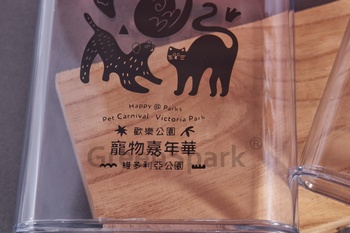 Happy @ Parks
Pet Carnival Victoria Park
歡樂公園
寵物嘉年華
維多利亞公園